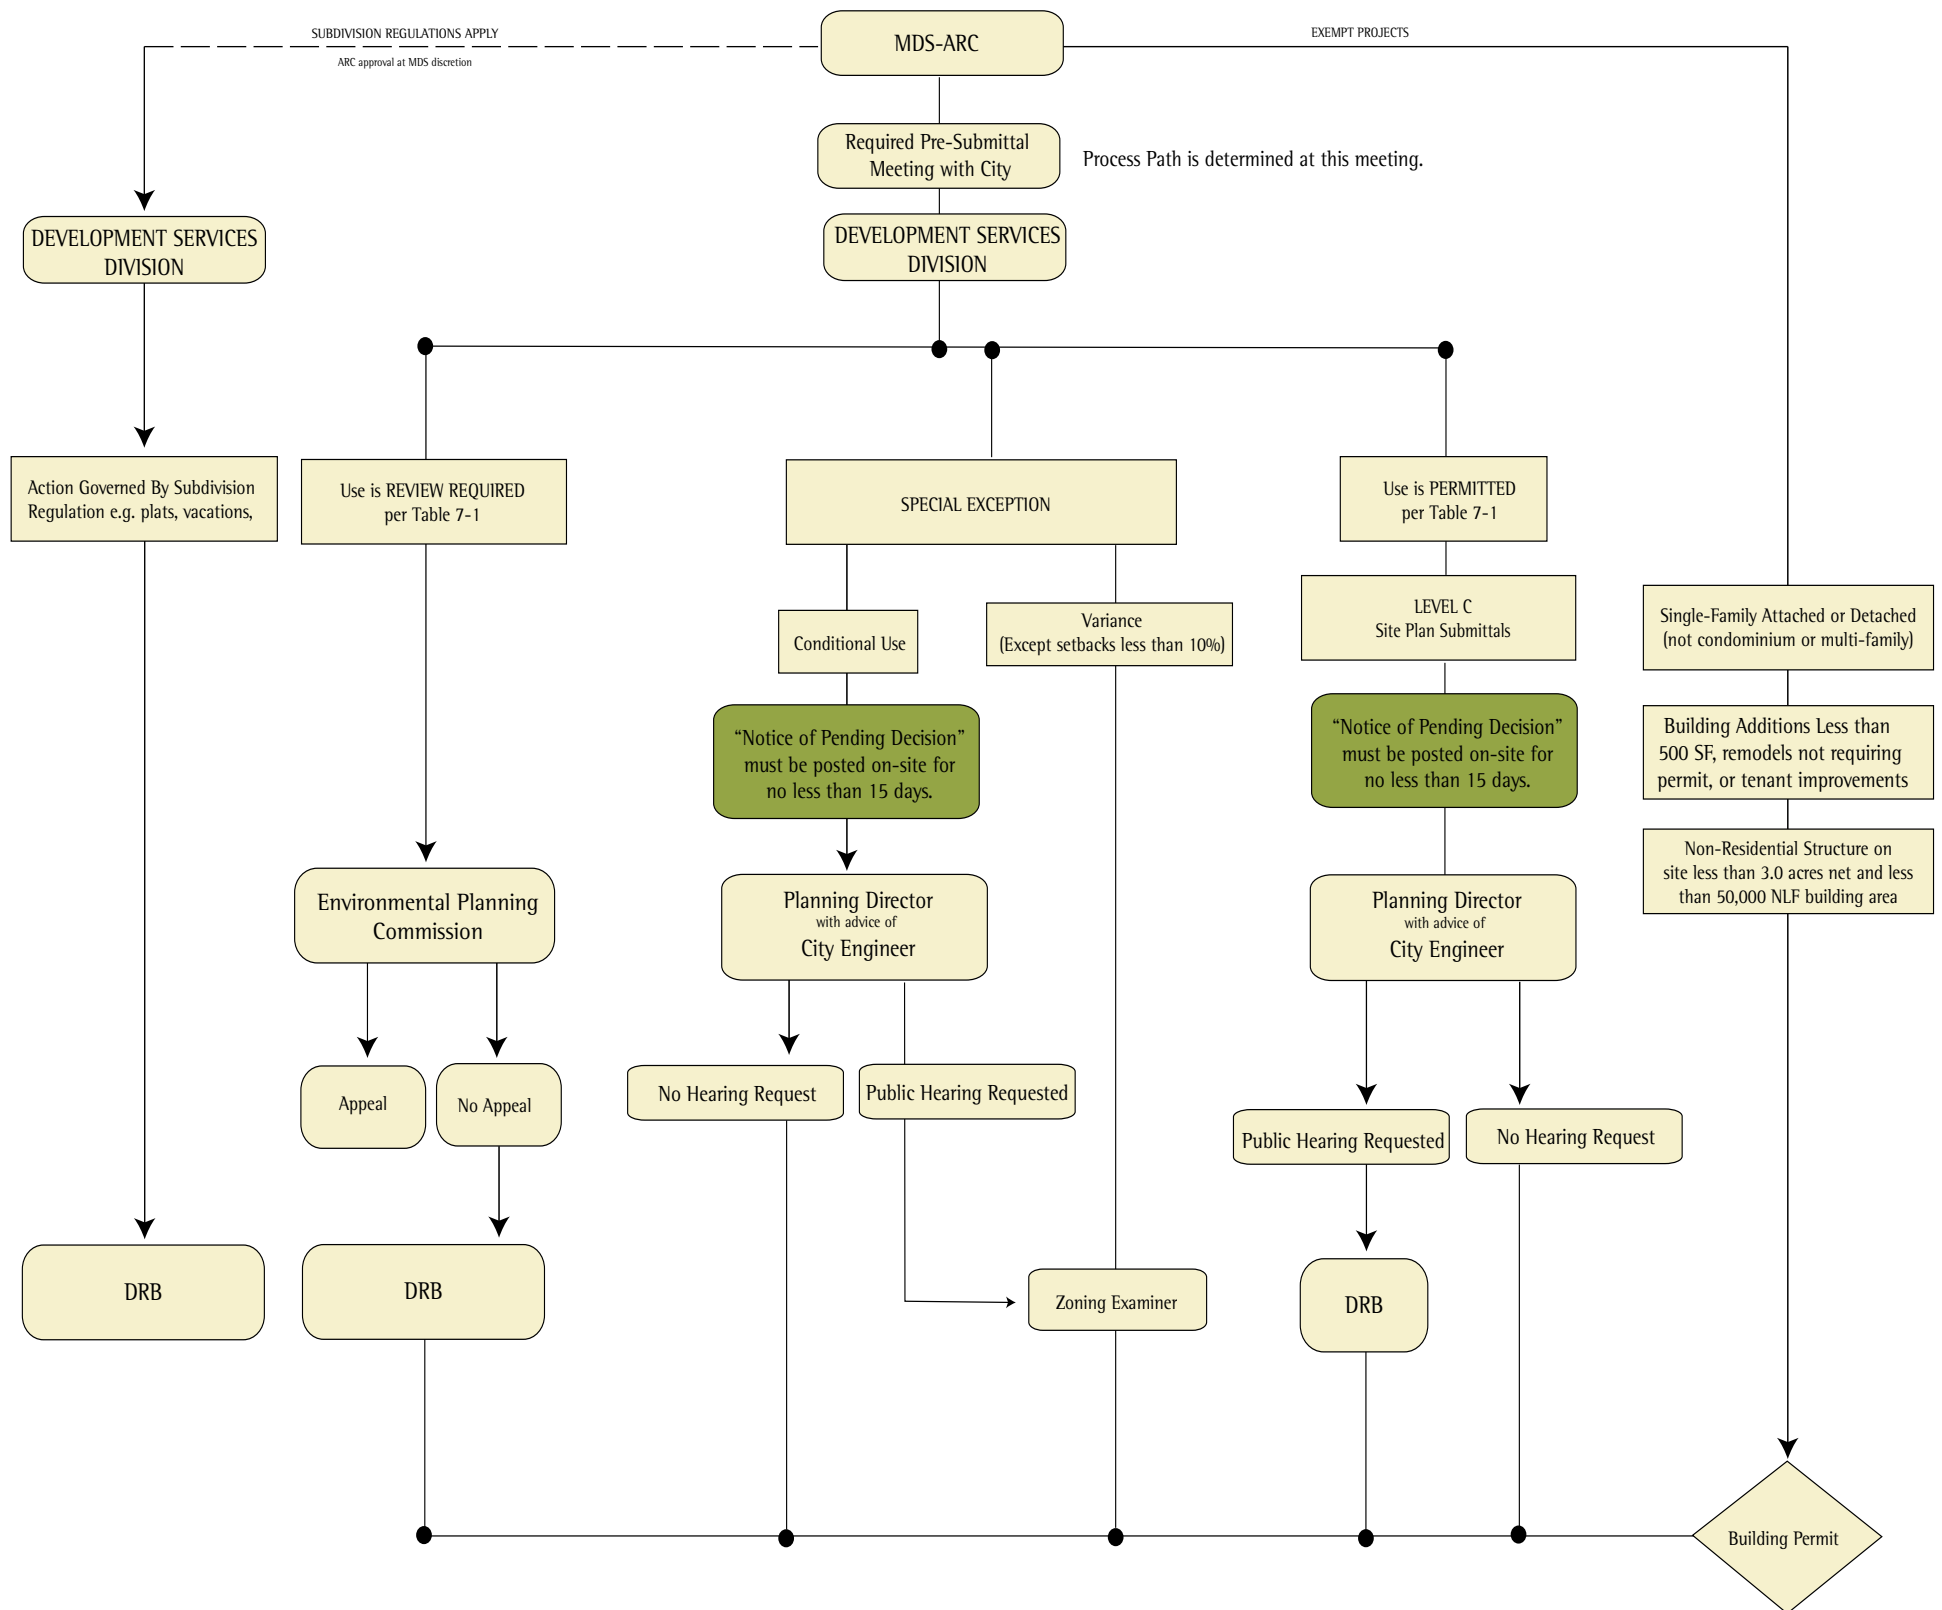 SUBDIVISION REGULATIONS APPLY
ARC approval at MDS discretion
MDS-ARC
EXEMPT PROJECTS
Required Pre-Submittal
Meeting with City
Process Path is determined at this meeting.
DEVELOPMENT SERVICES
DIVISION
DEVELOPMENT SERVICES
DIVISION
Action Governed By Subdivision
Regulation e.g. plats, vacations,
Use is REVIEW REQUIRED
per Table 7-1
SPECIAL EXCEPTION
Use is PERMITTED
per Table 7-1
Conditional Use
Variance
(Except setbacks less than 10%)
LEVEL C
Site Plan Submittals
Single-Family Attached or Detached
(not condominium or multi-family)
“Notice of Pending Decision”
must be posted on-site for
no less than 15 days.
“Notice of Pending Decision”
must be posted on-site for
no less than 15 days.
Building Additions Less than
500 SF, remodels not requiring
permit, or tenant improvements
Non-Residential Structure on
site less than 3.0 acres net and less
than 50,000 NLF building area
Environmental Planning
Commission
Planning Director
with advice of
City Engineer
Planning Director
with advice of
City Engineer
Appeal
No Appeal
No Hearing Request
Public Hearing Requested
Public Hearing Requested
No Hearing Request
DRB
DRB
Zoning Examiner
DRB
Building Permit